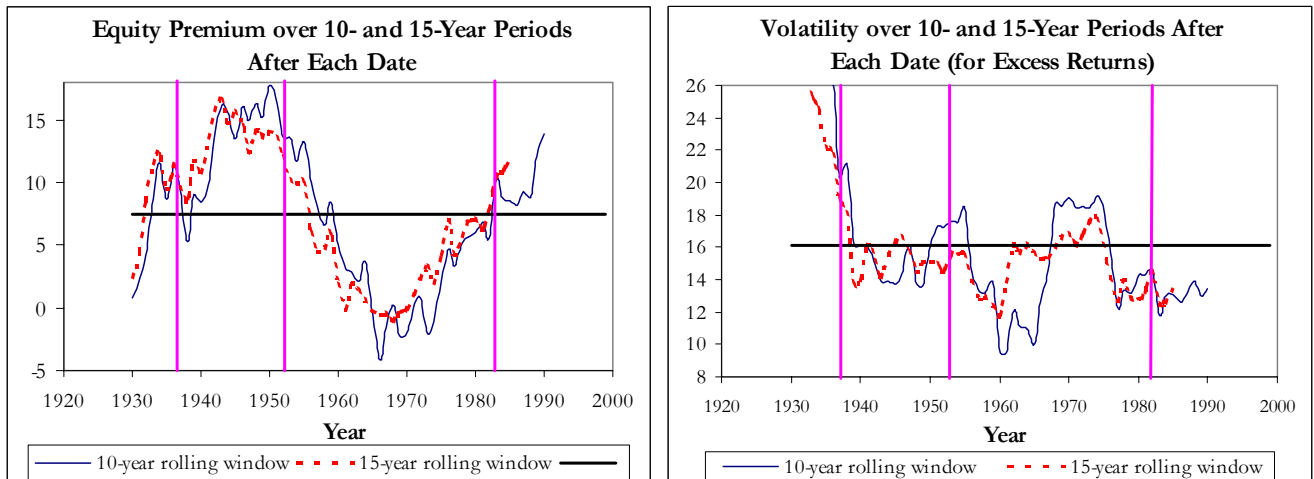 Equity Premium over 10- and 15-Year Periods
After Each Date
15
10
5
0
-5
1920 1930 1940 1950 1960 1970 1980 1990 2000
Year
10-year rolling window 15-year rolling window
Volatility over 10- and 15-Year Periods After
Each Date (for Excess Returns)
26
24
22
20
18
16
14
12
10
8
1920 1930 1940 1950 1960 1970 1980 1990 2000
Year
10-year rolling window 15-year rolling window